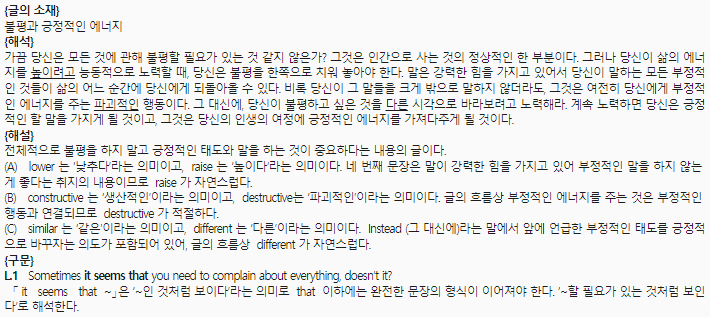 {글의 소재}
불평과 긍정적인 에너지
{해석}
가끔 당신은 모든 것에 관해 불평할 필요가 있는 것 같지 않은가? 그것은 인간으로 사는 것의 정상적인 한 부분이다. 그러나 당신이 삶의 에너
지를 높이려고 능동적으로 노력할 때, 당신은 불평을 한쪽으로 치워 놓아야 한다. 말은 강력한 힘을 가지고 있어서 당신이 말하는 모든 부정적
인 것들이 삶의 어느 순간에 당신에게 되돌아올 수 있다. 비록 당신이 그 말들을 크게 밖으로 말하지 않더라도, 그것은 여전히 당신에게 부정적
인 에너지를 주는 파괴적인 행동이다. 그 대신에, 당신이 불평하고 싶은 것을 다른 시각으로 바라보려고 노력해라. 계속 노력하면 당신은 긍정
적인 할 말을 가지게 될 것이고, 그것은 당신의 인생의 여정에 긍정적인 에너지를 가져다주게 될 것이다.
{해설}
전체적으로 불평을 하지 말고 긍정적인 태도와 말을 하는 것이 중요하다는 내용의 글이다.
(A) lower 는 '낮추다'라는 의미이고, raise 는 '높이다'라는 의미이다. 네 번째 문장은 말이 강력한 힘을 가지고 있어 부정적인 말을 하지 않는
게 좋다는 취지의 내용이므로 raise 가 자연스럽다.
(B) constructive 는 '생산적인'이라는 의미이고, destructive는 '파괴적인'이라는 의미이다. 글의 흐름상 부정적인 에너지를 주는 것은 부정적인
행동과 연결되므로 destructive 가 적절하다.
(C) similar 는 '같은'이라는 의미이고, different 는 '다른'이라는 의미이다. Instead (그 대신에)라는 말에서 앞에 언급한 부정적인 태도를 긍정적
으로 바꾸자는 의도가 포함되어 있어, 글의 흐름상 different 가 자연스럽다.
{구문}
L.1 Sometimes it seems that you need to complain about everything, doesn't it?
「it seems that ~」은 '~인 것처럼 보이다'라는 의미로 that 이하에는 완전한 문장의 형식이 이어져야 한다. '~할 필요가 있는 것처럼 보인
다'로 해석한다.